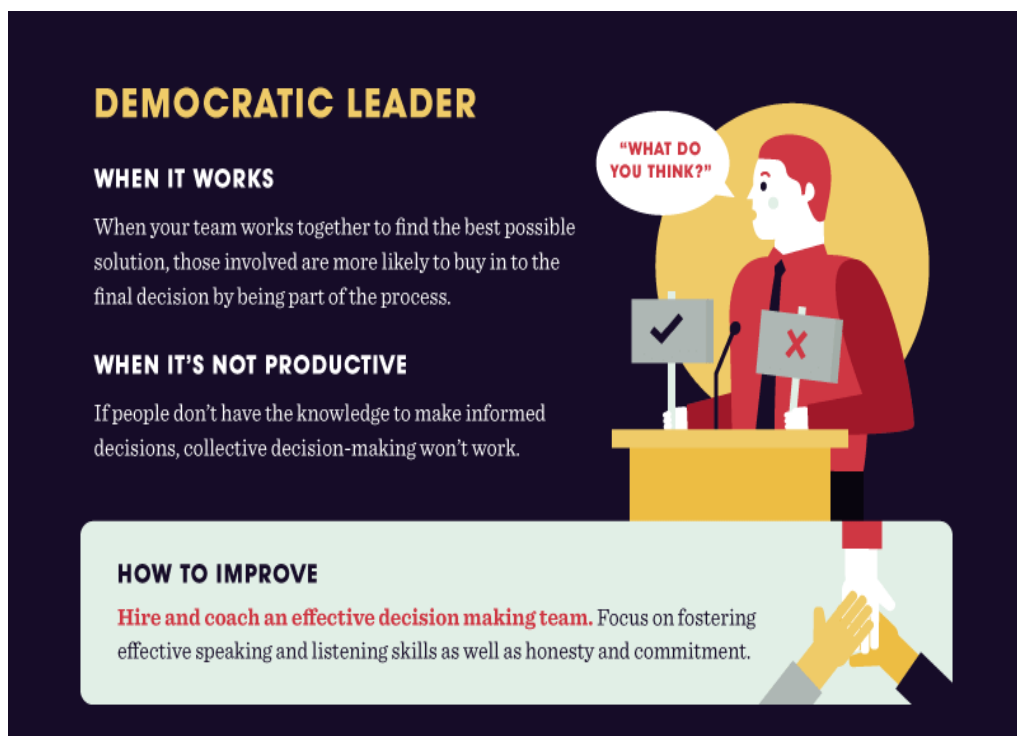 DEMOCRATIC LEADER
“WHAT DO
YOU THINK?”
WHEN IT WORKS
When your team works together to find the best possible
solution, those involved are more likely to buy in to the
final decision by being part of the process.
WHEN IT’S NOT PRODUCTIVE
If people don’t have the knowledge to make informed
decisions, collective decision-making won’t work.
HOW TO IMPROVE
Hire and coach an effective decision making team. Focus on fostering
effective speaking and listening skills as well as honesty and commitment.